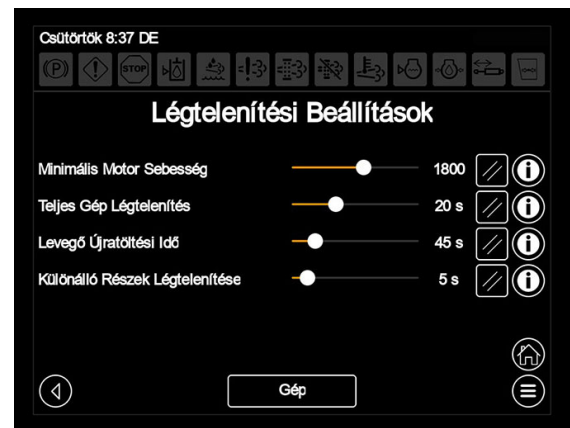 Csütörtök 8:37 DE
(P) STOP
Légtelenítési Beállítások
Minimális Motor Sebesség 1800
Teljes Gép Légtelenítés 20 s
Levegő Újratöltési Idő 45 s
Különálló Részek Légtelenítése 5 s
Gép